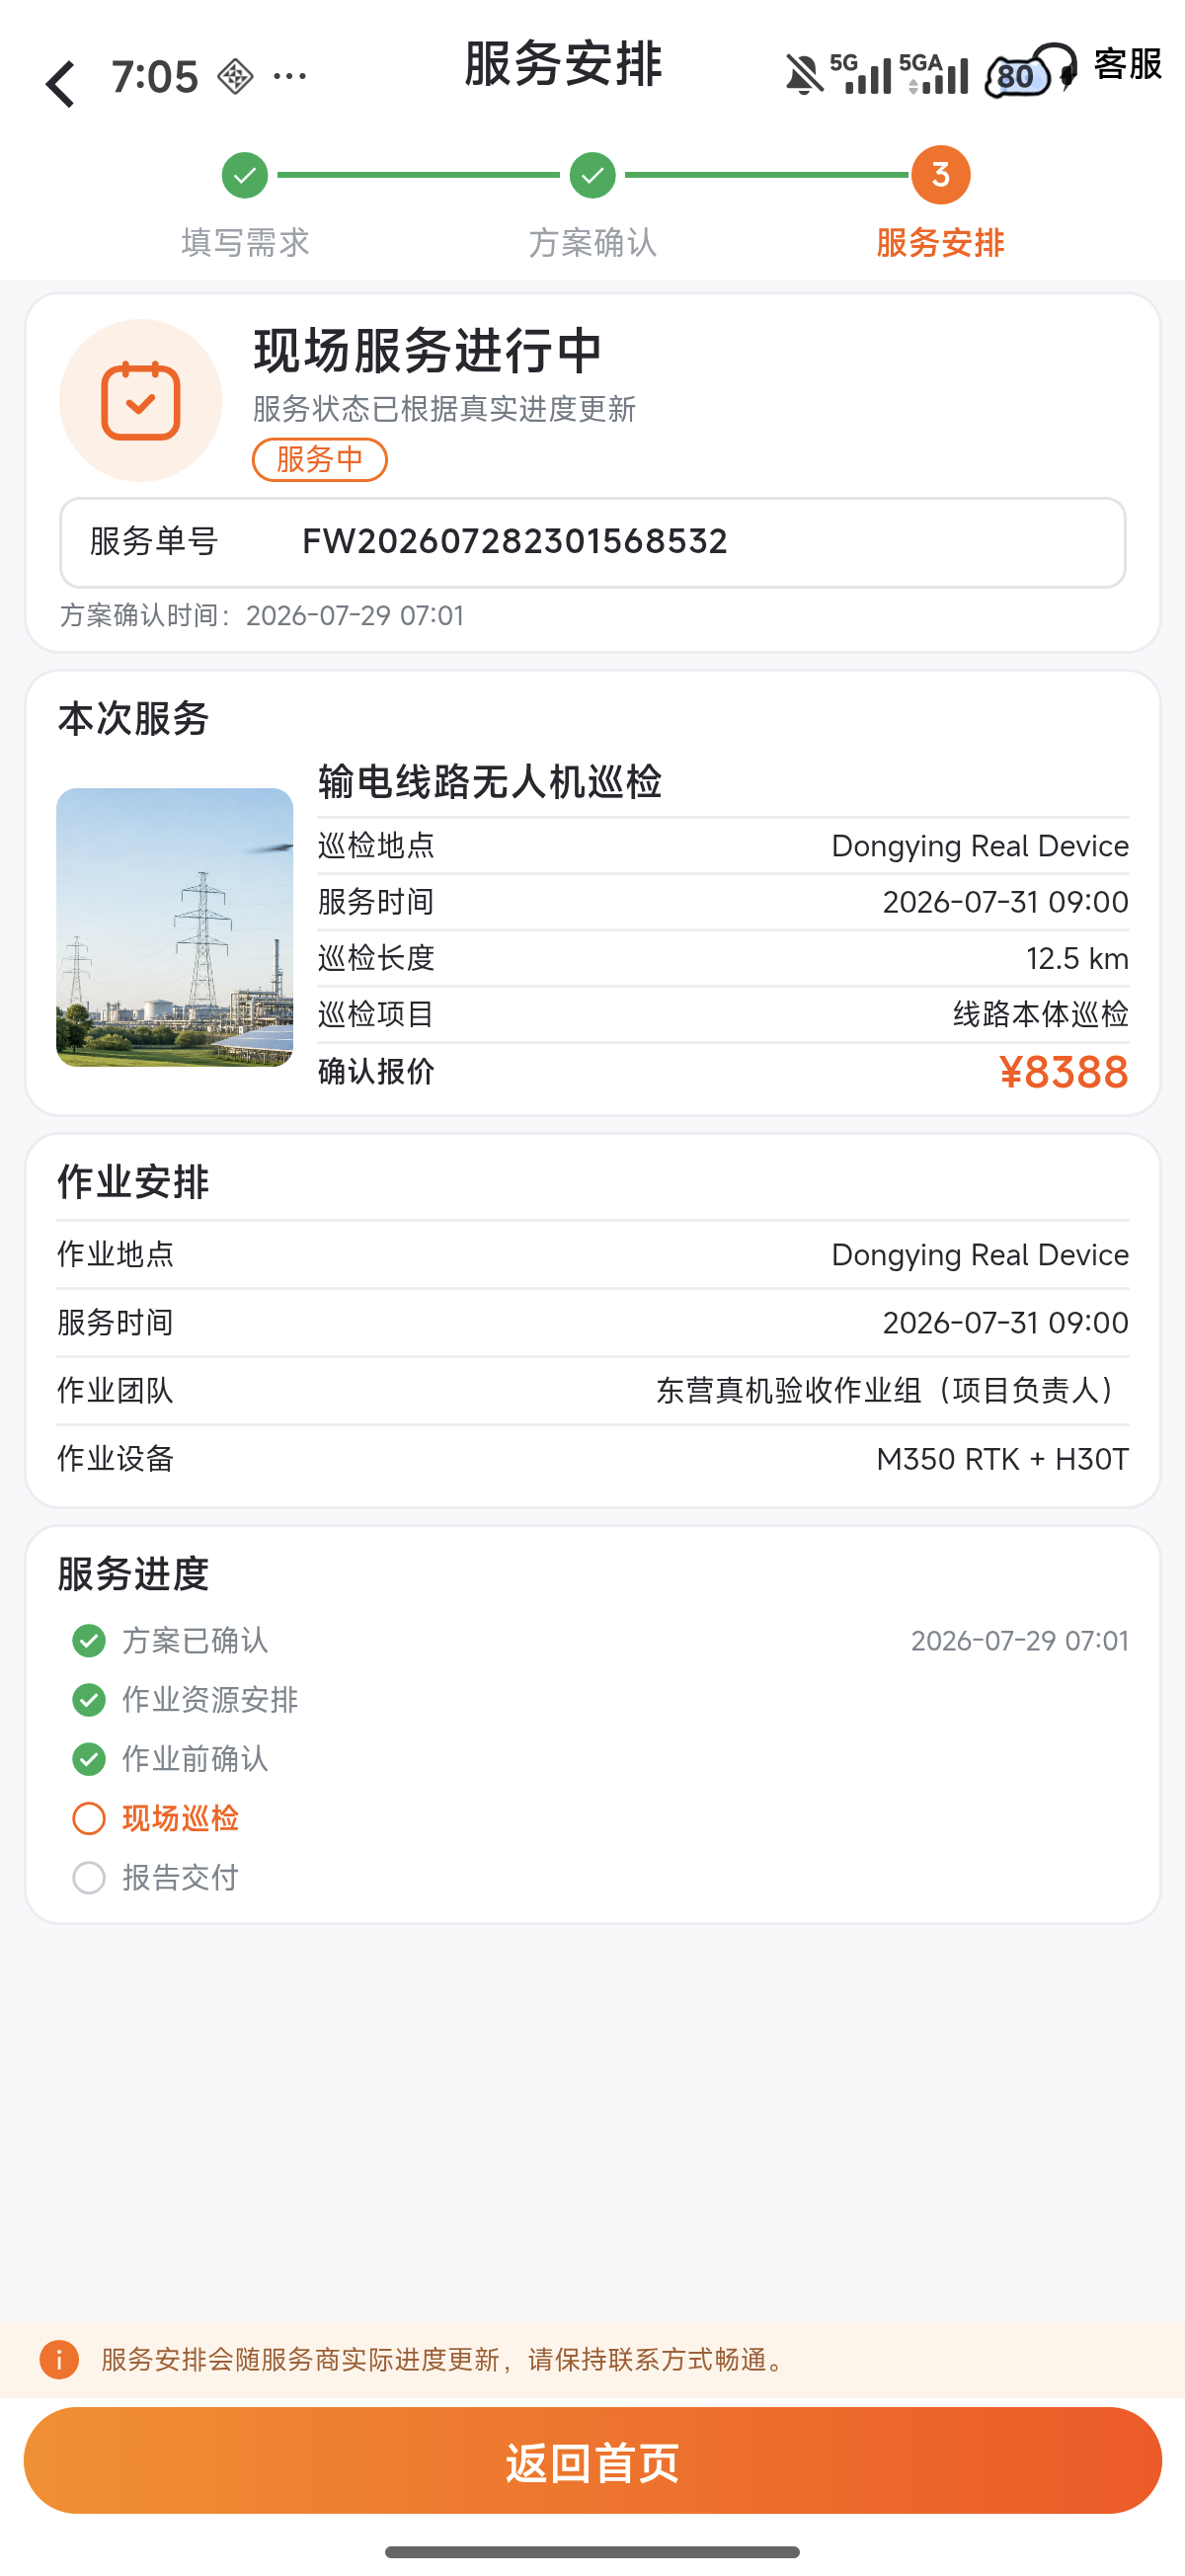 7:05
服务安排
5G
5GA
80
客服
3
填写需求
方案确认
服务安排
现场服务进行中
服务状态已根据真实进度更新
服务中
服务单号 FW202607282301568532
方案确认时间：2026-07-29 07:01
本次服务
输电线路无人机巡检
巡检地点 Dongying Real Device
服务时间 2026-07-31 09:00
巡检长度 12.5 km
巡检项目 线路本体巡检
确认报价 ¥8388
作业安排
作业地点 Dongying Real Device
服务时间 2026-07-31 09:00
作业团队 东营真机验收作业组（项目负责人）
作业设备 M350 RTK + H30T
服务进度
方案已确认 2026-07-29 07:01
作业资源安排
作业前确认
现场巡检
报告交付
服务安排会随服务商实际进度更新，请保持联系方式畅通。
返回首页